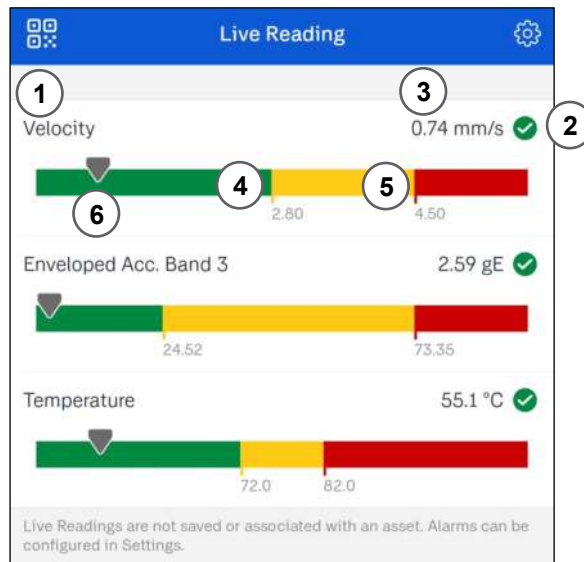 Live Reading
1
3
Velocity 0.74 mm/s 2
4 5
6 2.80 4.50
Enveloped Acc. Band 3 2.59 gE
24.52 73.35
Temperature 55.1 °C
72.0 82.0
Live Readings are not saved or associated with an asset. Alarms can be
configured in Settings.